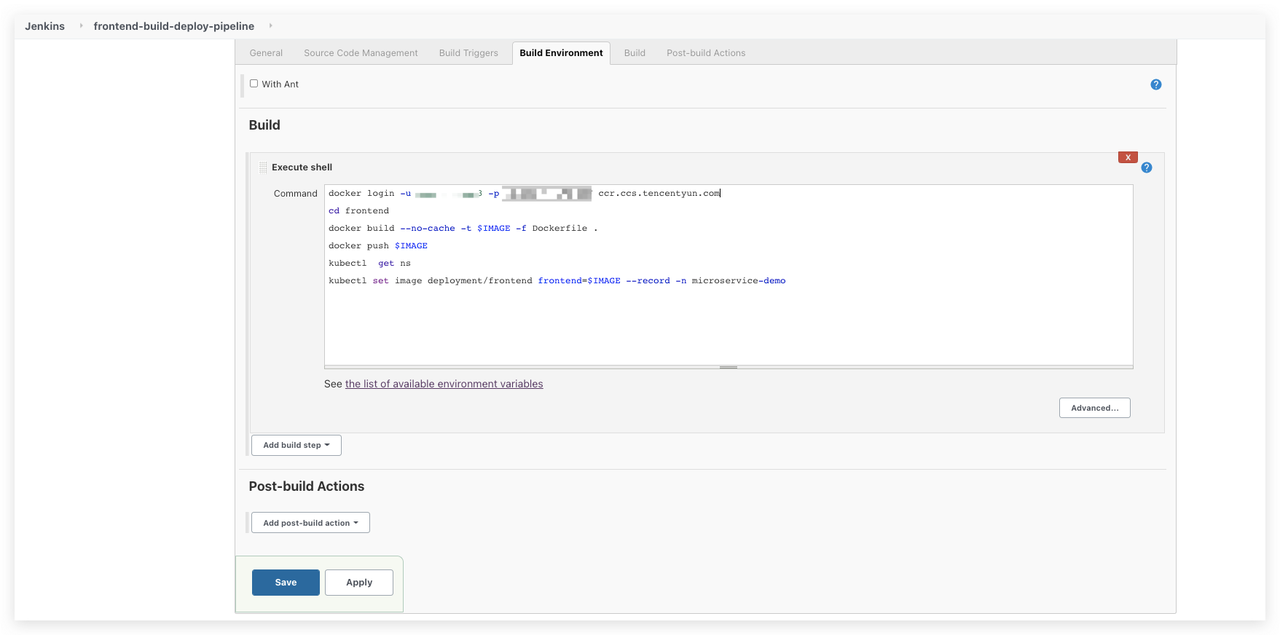 Jenkins frontend-build-deploy-pipeline
General Source Code Management Build Triggers Build Environment Build Post-build Actions
With Ant
?
Build
Execute shell
X
?
Command
docker login -u 3 -p ccr.ccs.tencentyun.com
cd frontend
docker build --no-cache -t $IMAGE -f Dockerfile .
docker push $IMAGE
kubectl  get ns
kubectl set image deployment/frontend frontend=$IMAGE --record -n microservice-demo
See the list of available environment variables
Advanced...
Add build step
Post-build Actions
Add post-build action
Save Apply